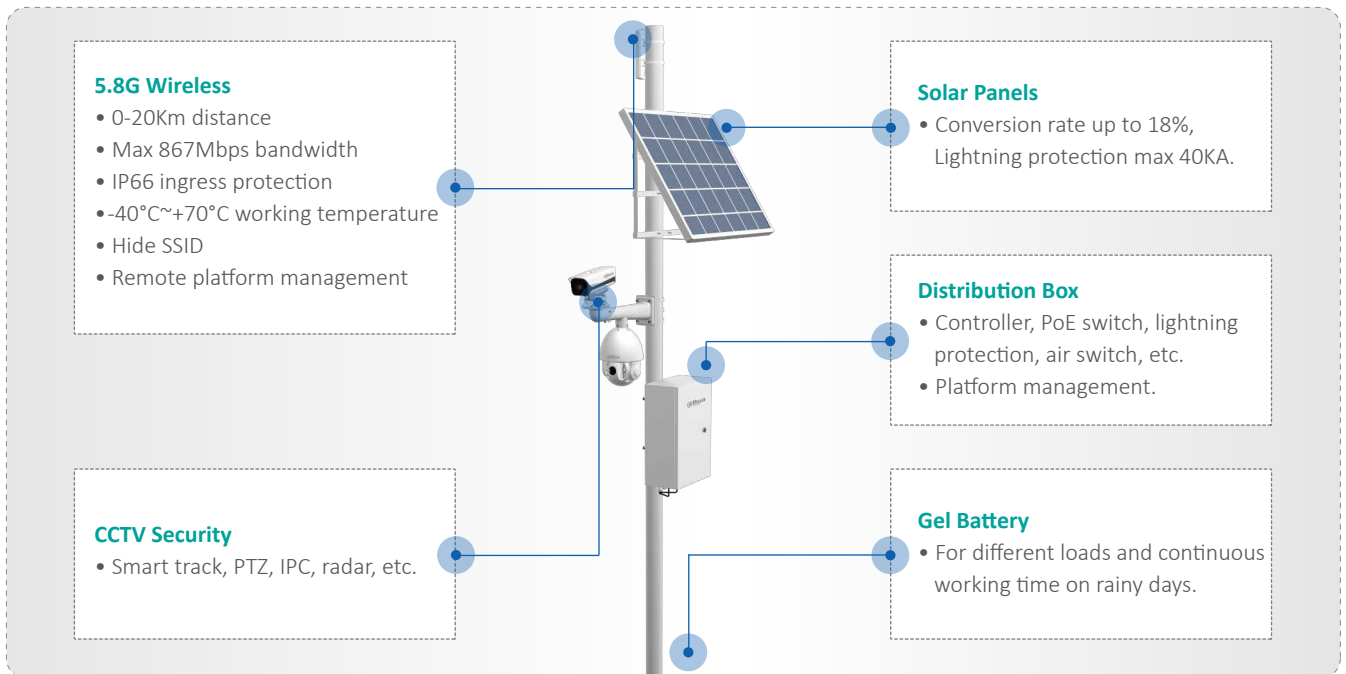 5.8G Wireless
• 0-20Km distance
• Max 867Mbps bandwidth
• IP66 ingress protection
•-40°C~+70°C working temperature
• Hide SSID
• Remote platform management
CCTV Security
• Smart track, PTZ, IPC, radar, etc.
Solar Panels
• Conversion rate up to 18%,
Lightning protection max 40KA.
Distribution Box
• Controller, PoE switch, lightning
protection, air switch, etc.
• Platform management.
Gel Battery
• For different loads and continuous
working time on rainy days.
alhua